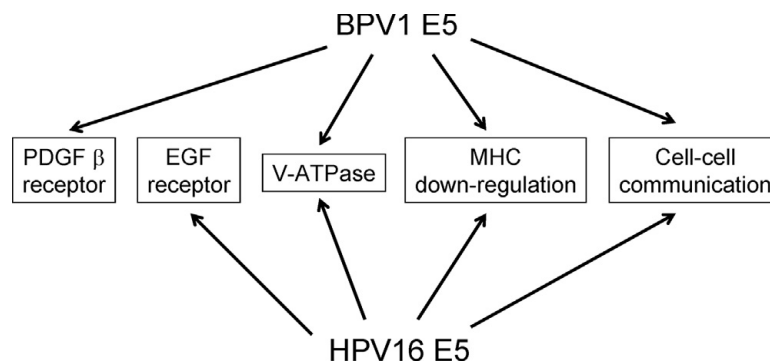 BPV1 E5
PDGF β
receptor
EGF
receptor
V-ATPase
MHC
down-regulation
Cell-cell
communication
HPV16 E5